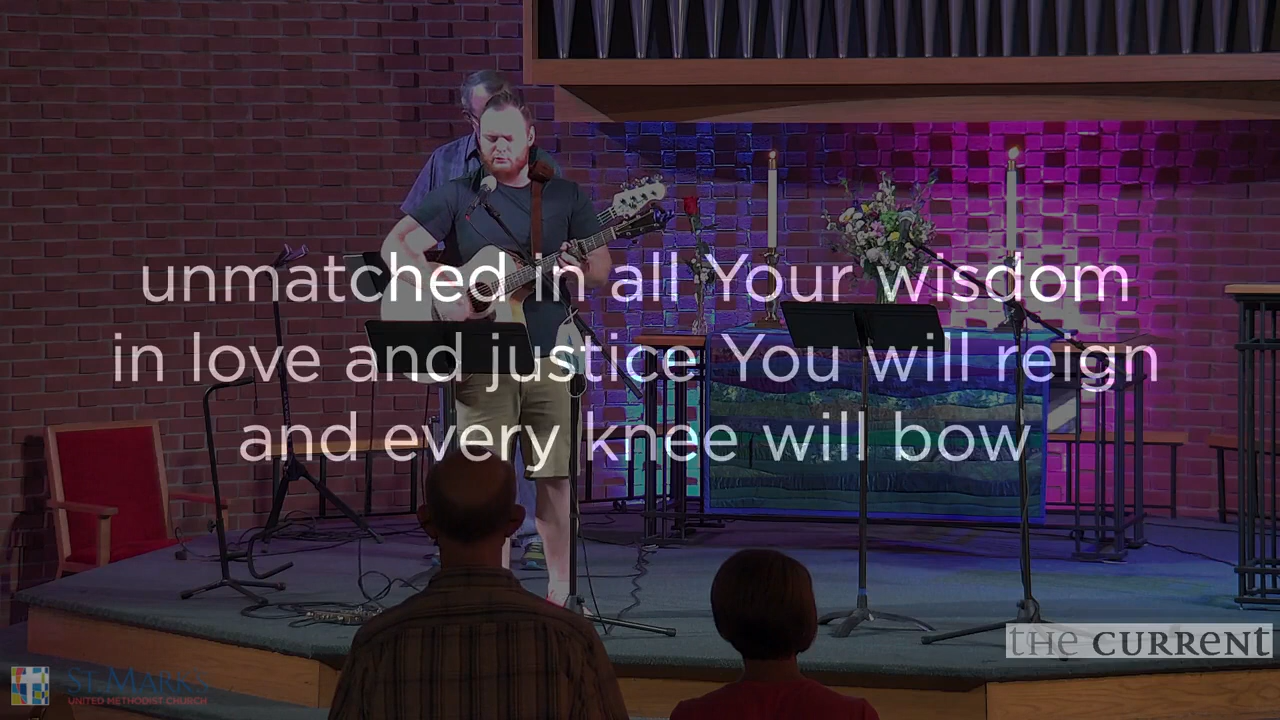 unmatched in all Your wisdom
in love and justice You will reign
and every knee will bow
the CURRENT
ST. MARK'S
UNITED METHODIST CHURCH